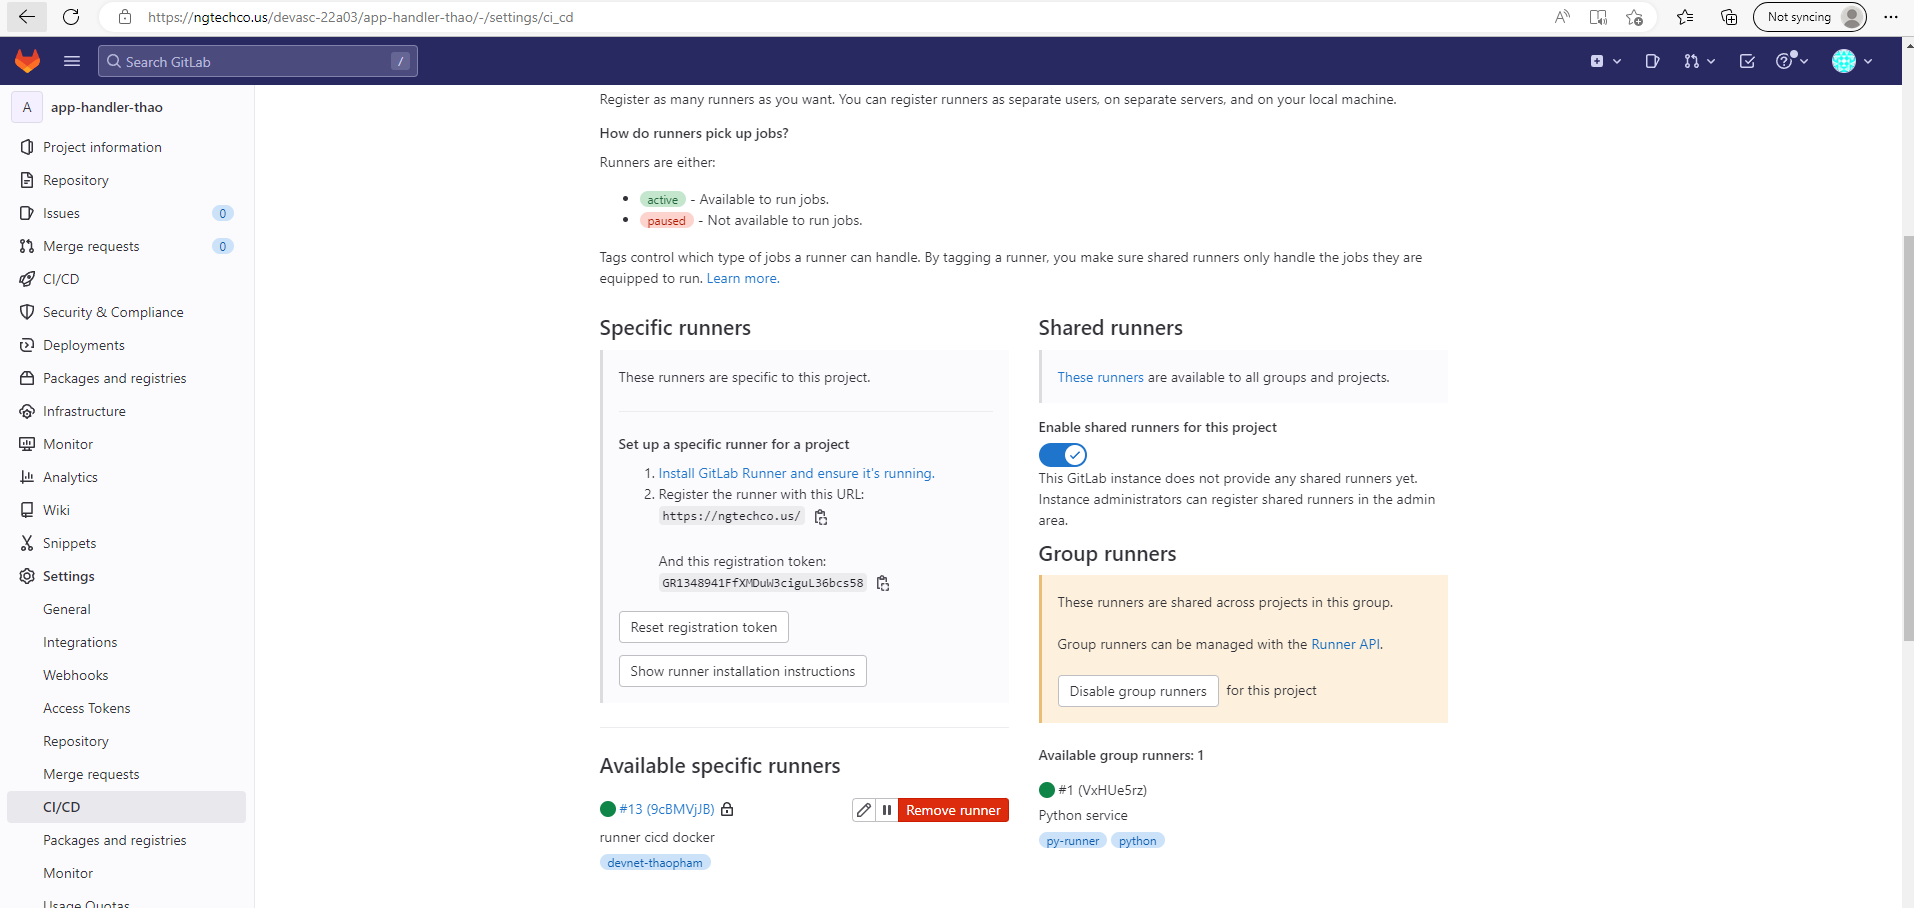 https://ngtechco.us/devasc-22a03/app-handler-thao/-/settings/ci_cd
Not syncing
Search GitLab
/
A
app-handler-thao
Project information
Repository
Issues 0
Merge requests 0
CI/CD
Security & Compliance
Deployments
Packages and registries
Infrastructure
Monitor
Analytics
Wiki
Snippets
Settings
General
Integrations
Webhooks
Access Tokens
Repository
Merge requests
CI/CD
Packages and registries
Monitor
Usage Quotas
Register as many runners as you want. You can register runners as separate users, on separate servers, and on your local machine.
How do runners pick up jobs?
Runners are either:
active - Available to run jobs.
paused - Not available to run jobs.
Tags control which type of jobs a runner can handle. By tagging a runner, you make sure shared runners only handle the jobs they are
equipped to run. Learn more.
Specific runners
These runners are specific to this project.
Set up a specific runner for a project
1. Install GitLab Runner and ensure it's running.
2. Register the runner with this URL:
https://ngtechco.us/
And this registration token:
GR1348941FfXMDuW3ciguL36bcs58
Reset registration token
Show runner installation instructions
Available specific runners
#13 (9cBMVjJB)
Remove runner
runner cicd docker
devnet-thaopham
Shared runners
These runners are available to all groups and projects.
Enable shared runners for this project
This GitLab instance does not provide any shared runners yet.
Instance administrators can register shared runners in the admin
area.
Group runners
These runners are shared across projects in this group.
Group runners can be managed with the Runner API.
Disable group runners for this project
Available group runners: 1
#1 (VxHUe5rz)
Python service
py-runner python